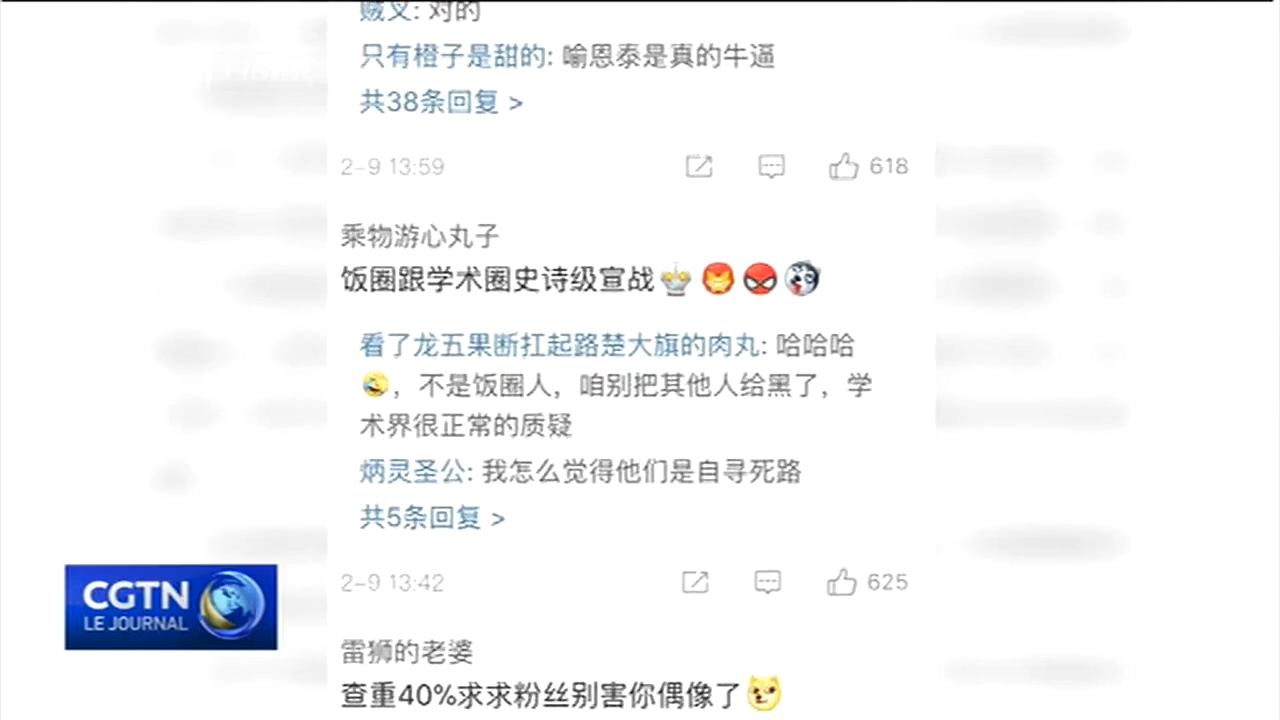 贼叉: 对的
只有橙子是甜的: 喻恩泰是真的牛逼
共38条回复 >
2-9 13:59
618
乘物游心丸子
饭圈跟学术圈史诗级宣战
看了龙五果断扛起路楚大旗的肉丸: 哈哈哈
，不是饭圈人，咱别把其他人给黑了，学
术界很正常的质疑
炳灵圣公: 我怎么觉得他们是自寻死路
共5条回复 >
2-9 13:42
625
雷狮的老婆
查重40%求求粉丝别害你偶像了
CGTN
LE JOURNAL